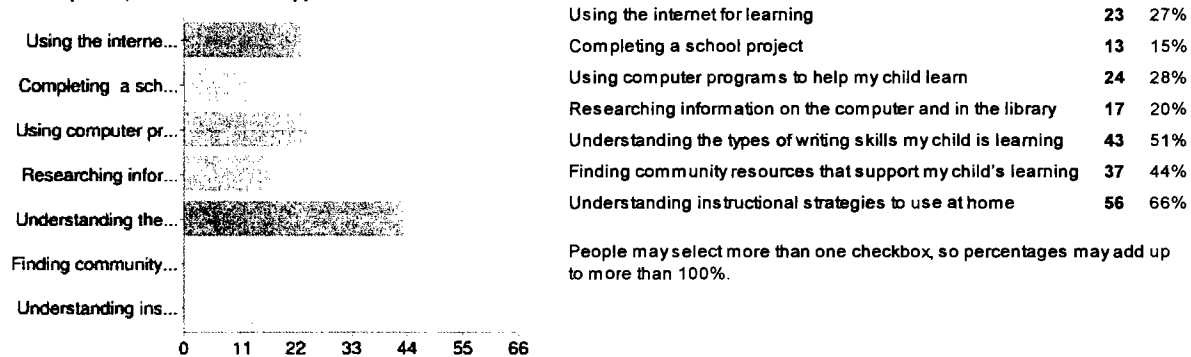 Using the interne...
Completing a sch...
Using computer pr...
Researching infor...
Understanding the...
Finding community...
Understanding ins...
0 11 22 33 44 55 66
Using the internet for learning 23 27%
Completing a school project 13 15%
Using computer programs to help my child learn 24 28%
Researching information on the computer and in the library 17 20%
Understanding the types of writing skills my child is learning 43 51%
Finding community resources that support my child's learning 37 44%
Understanding instructional strategies to use at home 56 66%
People may select more than one checkbox, so percentages may add up
to more than 100%.